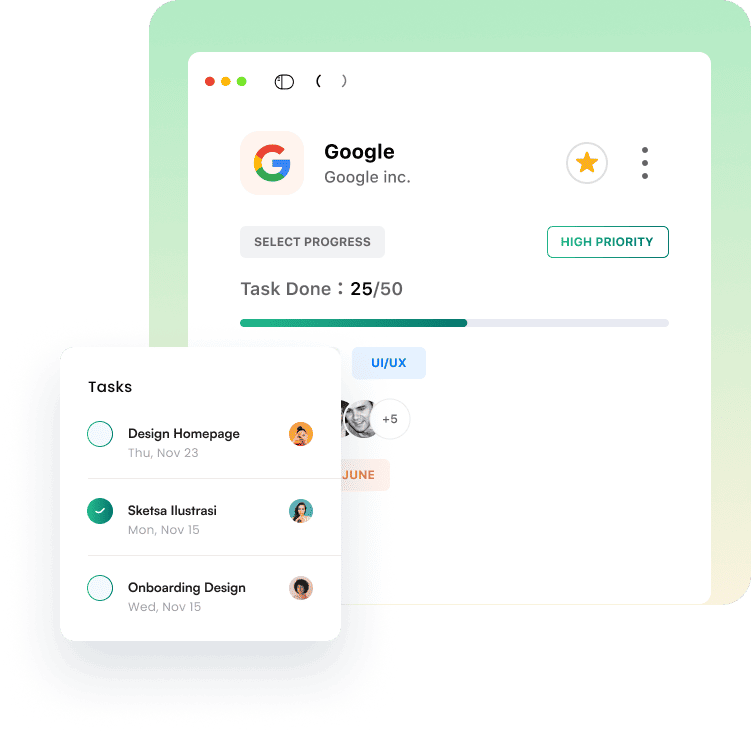 Google
Google inc.
SELECT PROGRESS
HIGH PRIORITY
Task Done : 25/50
UI/UX
+5
JUNE
Tasks
Design Homepage
Thu, Nov 23
Sketsa Ilustrasi
Mon, Nov 15
Onboarding Design
Wed, Nov 15